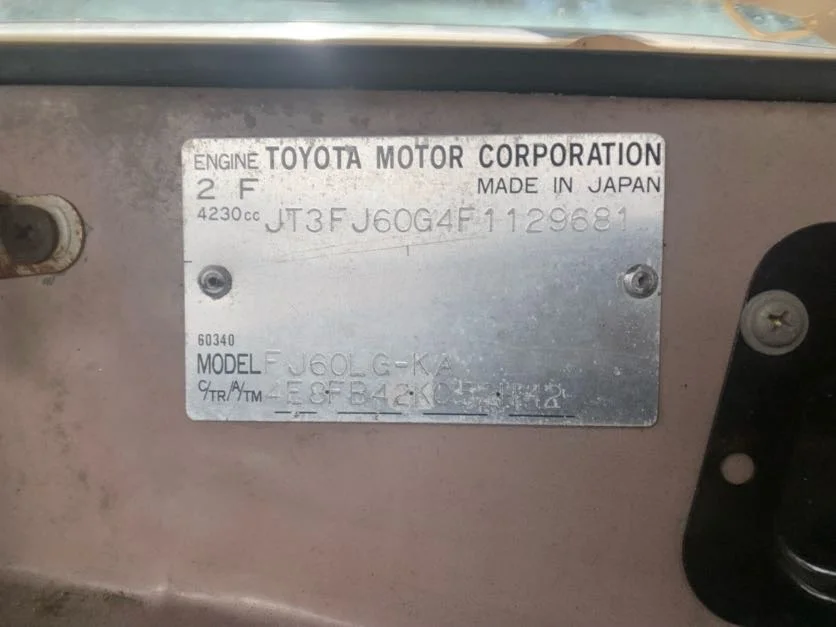 ENGINE TOYOTA MOTOR CORPORATION
2 F MADE IN JAPAN
4230cc JT3FJ60G4F1129681
60340
MODEL FJ60LG-KA
C/TR/A/TM 4E8FB42K